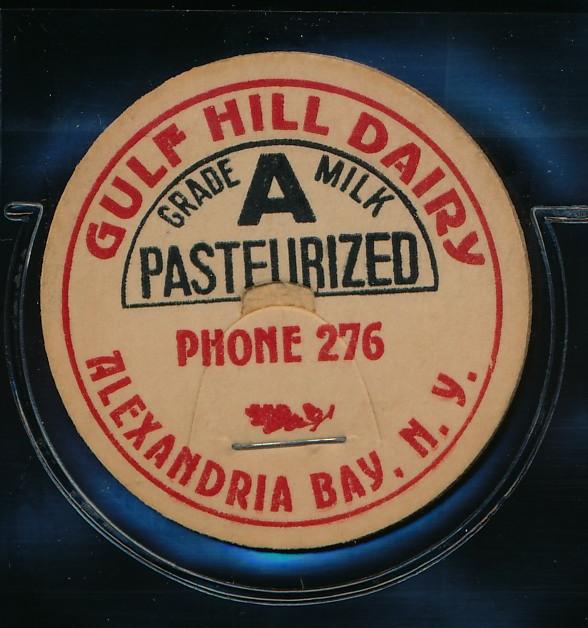 GULF HILL DAIRY
GRADE A MILK
PASTEURIZED
PHONE 276
ALEXANDRIA BAY, N. Y.